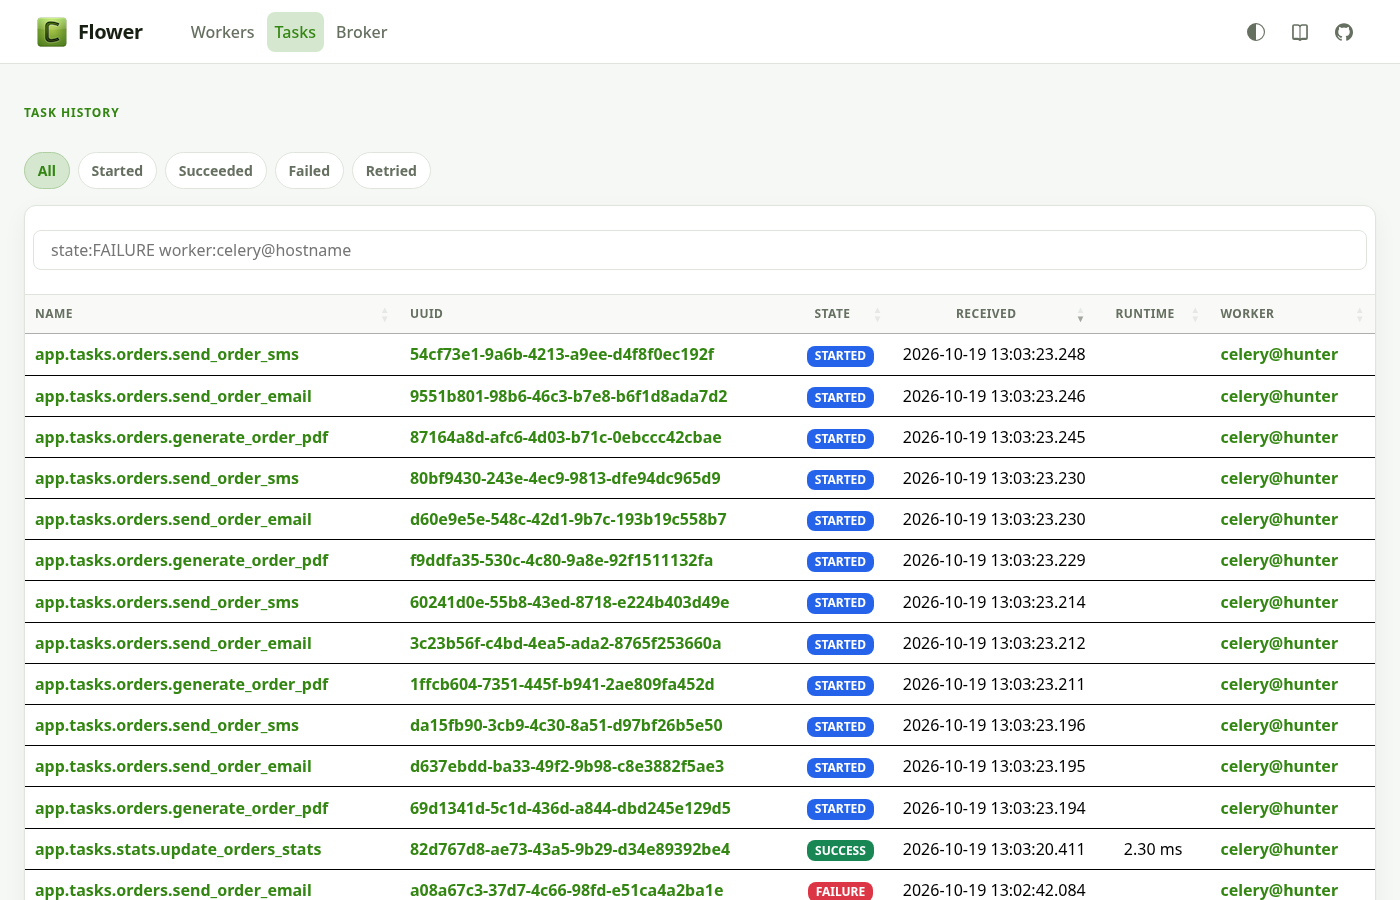 Flower Workers Tasks Broker
TASK HISTORY
All Started Succeeded Failed Retried
state:FAILURE worker:celery@hostname
NAME UUID STATE RECEIVED RUNTIME WORKER
app.tasks.orders.send_order_sms 54cf73e1-9a6b-4213-a9ee-d4f8f0ec192f STARTED 2026-10-19 13:03:23.248 celery@hunter
app.tasks.orders.send_order_email 9551b801-98b6-46c3-b7e8-b6f1d8ada7d2 STARTED 2026-10-19 13:03:23.246 celery@hunter
app.tasks.orders.generate_order_pdf 87164a8d-afc6-4d03-b71c-0ebccc42cbae STARTED 2026-10-19 13:03:23.245 celery@hunter
app.tasks.orders.send_order_sms 80bf9430-243e-4ec9-9813-dfe94dc965d9 STARTED 2026-10-19 13:03:23.230 celery@hunter
app.tasks.orders.send_order_email d60e9e5e-548c-42d1-9b7c-193b19c558b7 STARTED 2026-10-19 13:03:23.230 celery@hunter
app.tasks.orders.generate_order_pdf f9ddfa35-530c-4c80-9a8e-92f1511132fa STARTED 2026-10-19 13:03:23.229 celery@hunter
app.tasks.orders.send_order_sms 60241d0e-55b8-43ed-8718-e224b403d49e STARTED 2026-10-19 13:03:23.214 celery@hunter
app.tasks.orders.send_order_email 3c23b56f-c4bd-4ea5-ada2-8765f253660a STARTED 2026-10-19 13:03:23.212 celery@hunter
app.tasks.orders.generate_order_pdf 1ffcb604-7351-445f-b941-2ae809fa452d STARTED 2026-10-19 13:03:23.211 celery@hunter
app.tasks.orders.send_order_sms da15fb90-3cb9-4c30-8a51-d97bf26b5e50 STARTED 2026-10-19 13:03:23.196 celery@hunter
app.tasks.orders.send_order_email d637ebdd-ba33-49f2-9b98-c8e3882f5ae3 STARTED 2026-10-19 13:03:23.195 celery@hunter
app.tasks.orders.generate_order_pdf 69d1341d-5c1d-436d-a844-dbd245e129d5 STARTED 2026-10-19 13:03:23.194 celery@hunter
app.tasks.stats.update_orders_stats 82d767d8-ae73-43a5-9b29-d34e89392be4 SUCCESS 2026-10-19 13:03:20.411 2.30 ms celery@hunter
app.tasks.orders.send_order_email a08a67c3-37d7-4c66-98fd-e51ca4a2ba1e FAILURE 2026-10-19 13:02:42.084 celery@hunter